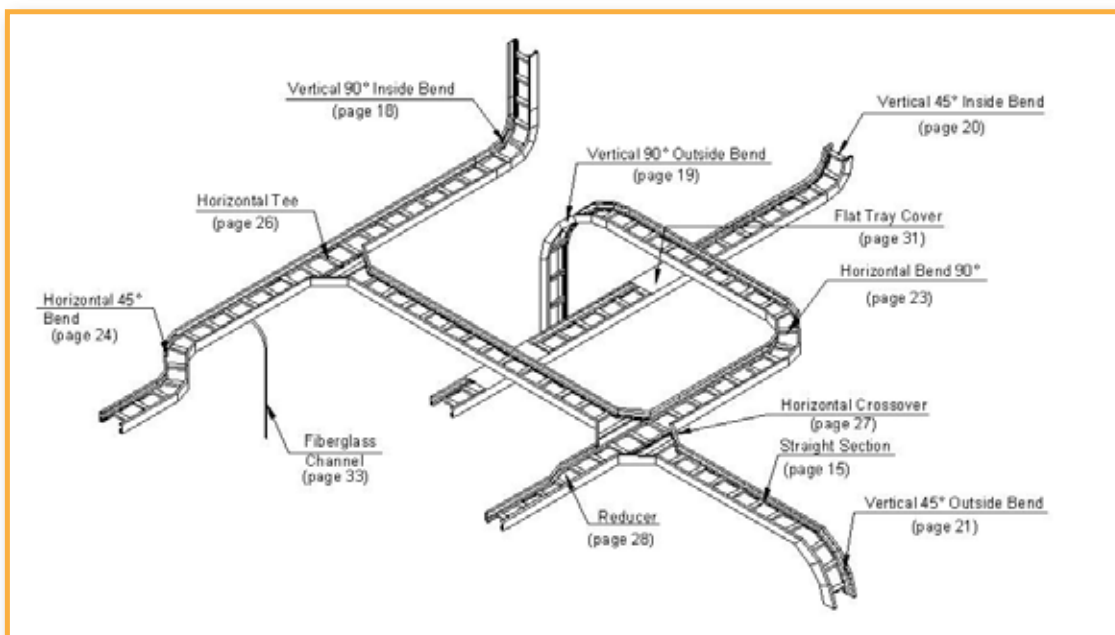 Vertical 90° Inside Bend
(page 18)
Vertical 45° Inside Bend
(page 20)
Vertical 90° Outside Bend
(page 19)
Horizontal Tee
(page 26)
Flat Tray Cover
(page 31)
Horizontal Bend 90°
(page 23)
Horizontal 45°
Bend
(page 24)
Horizontal Crossover
(page 27)
Fiberglass
Channel
(page 33)
Straight Section
(page 15)
Vertical 45° Outside Bend
(page 21)
Reducer
(page 28)